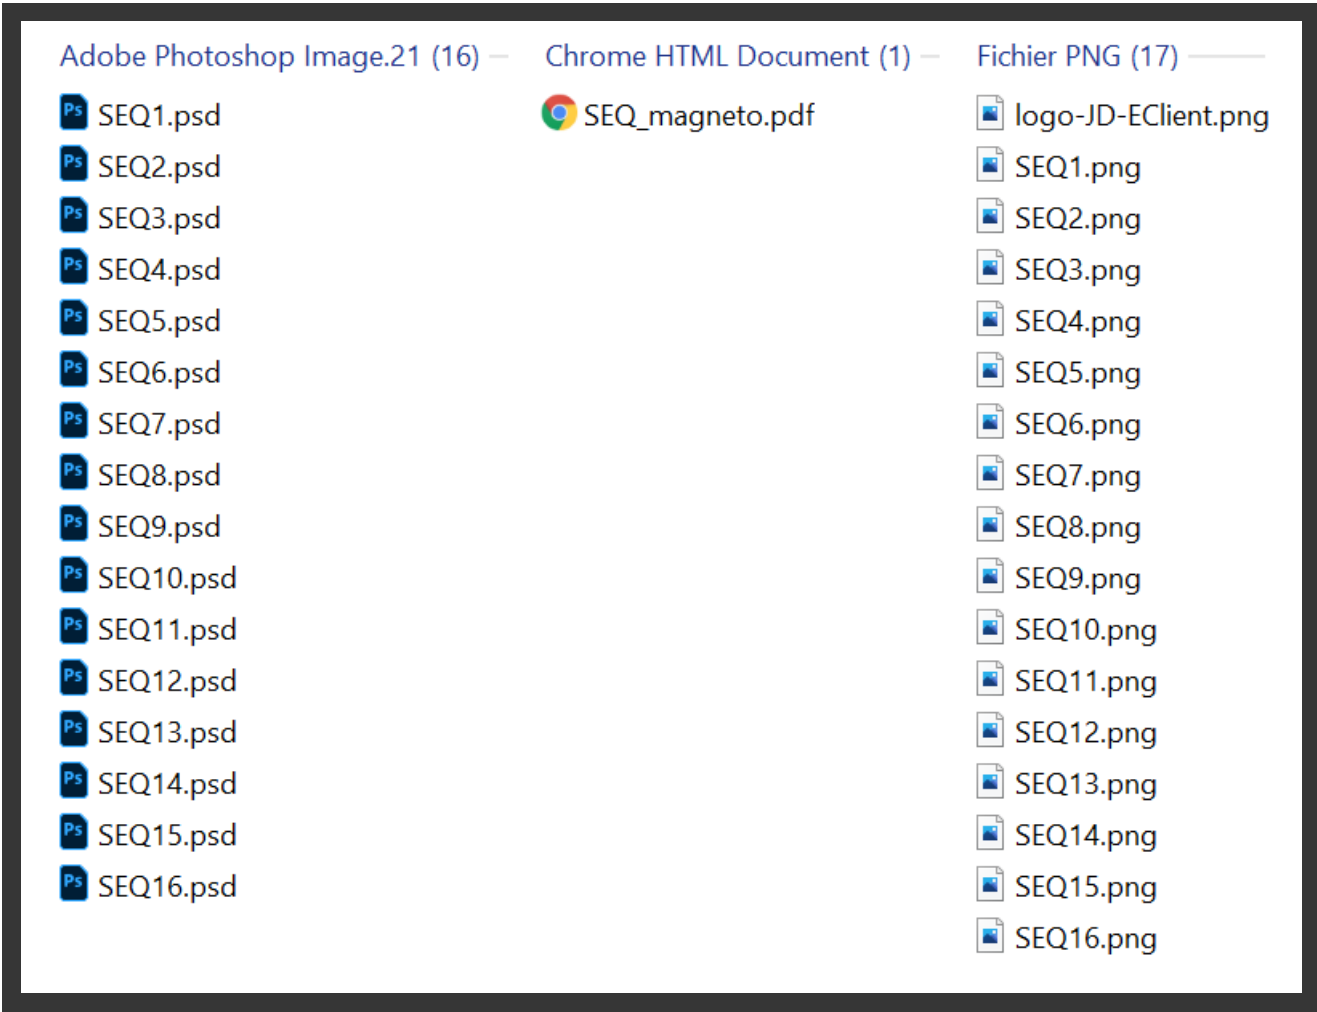 Adobe Photoshop Image.21 (16)
SEQ1.psd
SEQ2.psd
SEQ3.psd
SEQ4.psd
SEQ5.psd
SEQ6.psd
SEQ7.psd
SEQ8.psd
SEQ9.psd
SEQ10.psd
SEQ11.psd
SEQ12.psd
SEQ13.psd
SEQ14.psd
SEQ15.psd
SEQ16.psd
Chrome HTML Document (1)
SEQ_magneto.pdf
Fichier PNG (17)
logo-JD-EClient.png
SEQ1.png
SEQ2.png
SEQ3.png
SEQ4.png
SEQ5.png
SEQ6.png
SEQ7.png
SEQ8.png
SEQ9.png
SEQ10.png
SEQ11.png
SEQ12.png
SEQ13.png
SEQ14.png
SEQ15.png
SEQ16.png